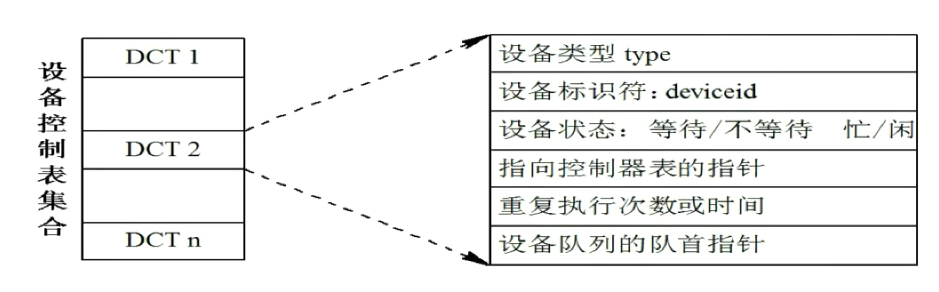 设备控制表集合
DCT 1
DCT 2
DCT n
设备类型 type
设备标识符：deviceid
设备状态：等待/不等待 忙/闲
指向控制器表的指针
重复执行次数或时间
设备队列的队首指针